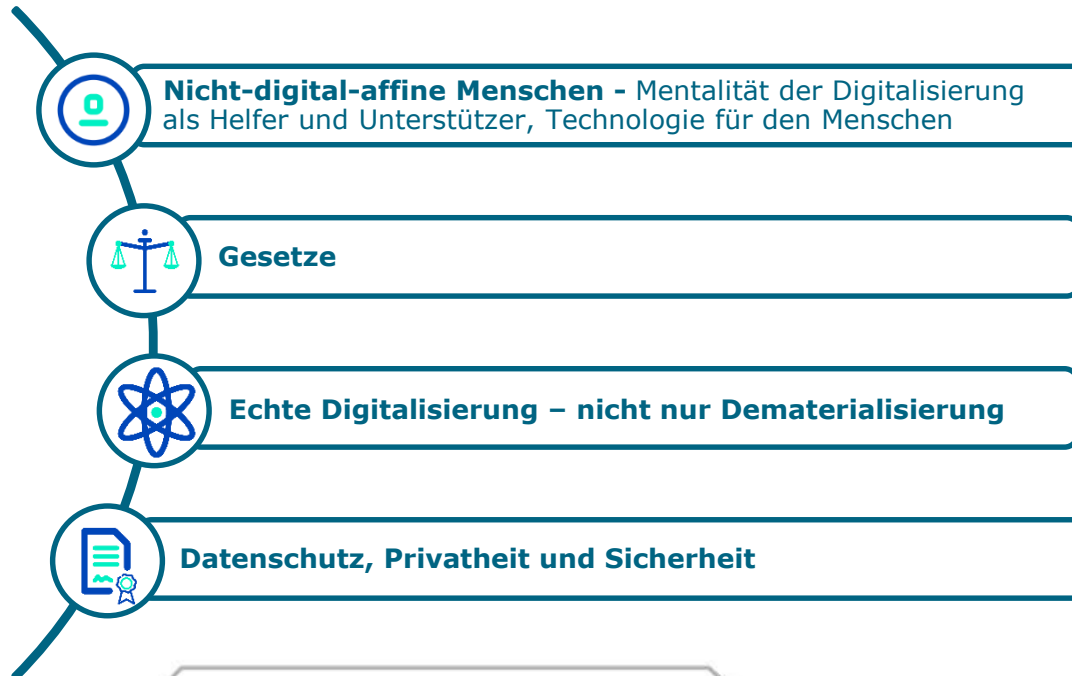 Nicht-digital-affine Menschen - Mentalität der Digitalisierung
als Helfer und Unterstützer, Technologie für den Menschen
Gesetze
Echte Digitalisierung – nicht nur Dematerialisierung
Datenschutz, Privatheit und Sicherheit